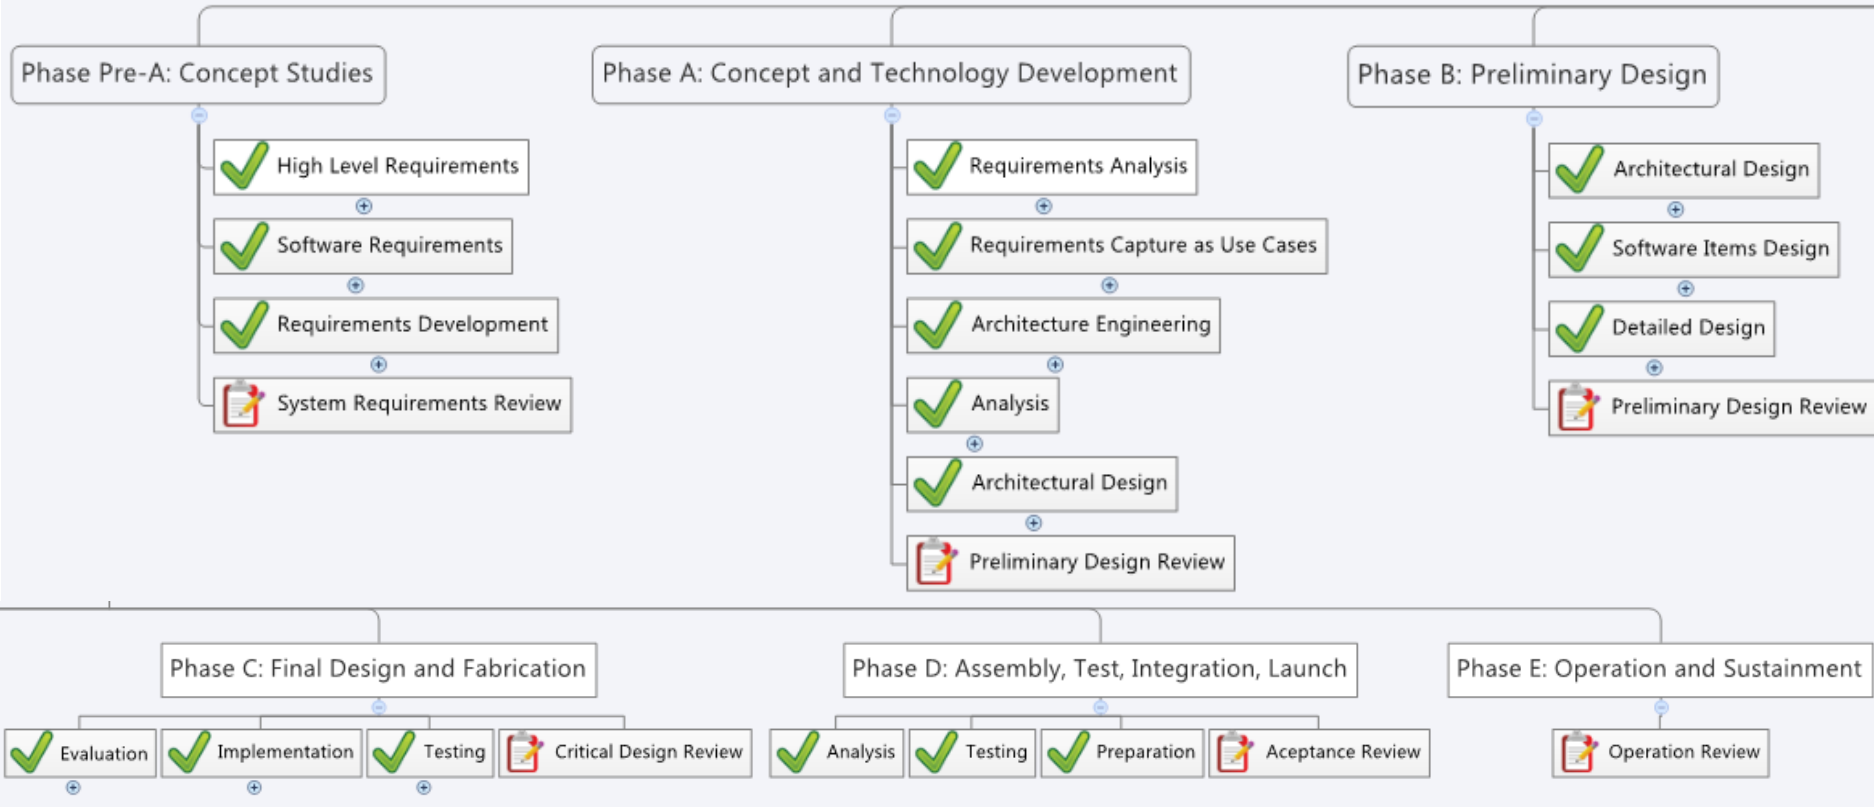 Phase Pre-A: Concept Studies
High Level Requirements
Software Requirements
Requirements Development
System Requirements Review
Phase A: Concept and Technology Development
Requirements Analysis
Requirements Capture as Use Cases
Architecture Engineering
Analysis
Architectural Design
Preliminary Design Review
Phase B: Preliminary Design
Architectural Design
Software Items Design
Detailed Design
Preliminary Design Review
Phase C: Final Design and Fabrication
Evaluation
Implementation
Testing
Critical Design Review
Phase D: Assembly, Test, Integration, Launch
Analysis
Testing
Preparation
Aceptance Review
Phase E: Operation and Sustainment
Operation Review